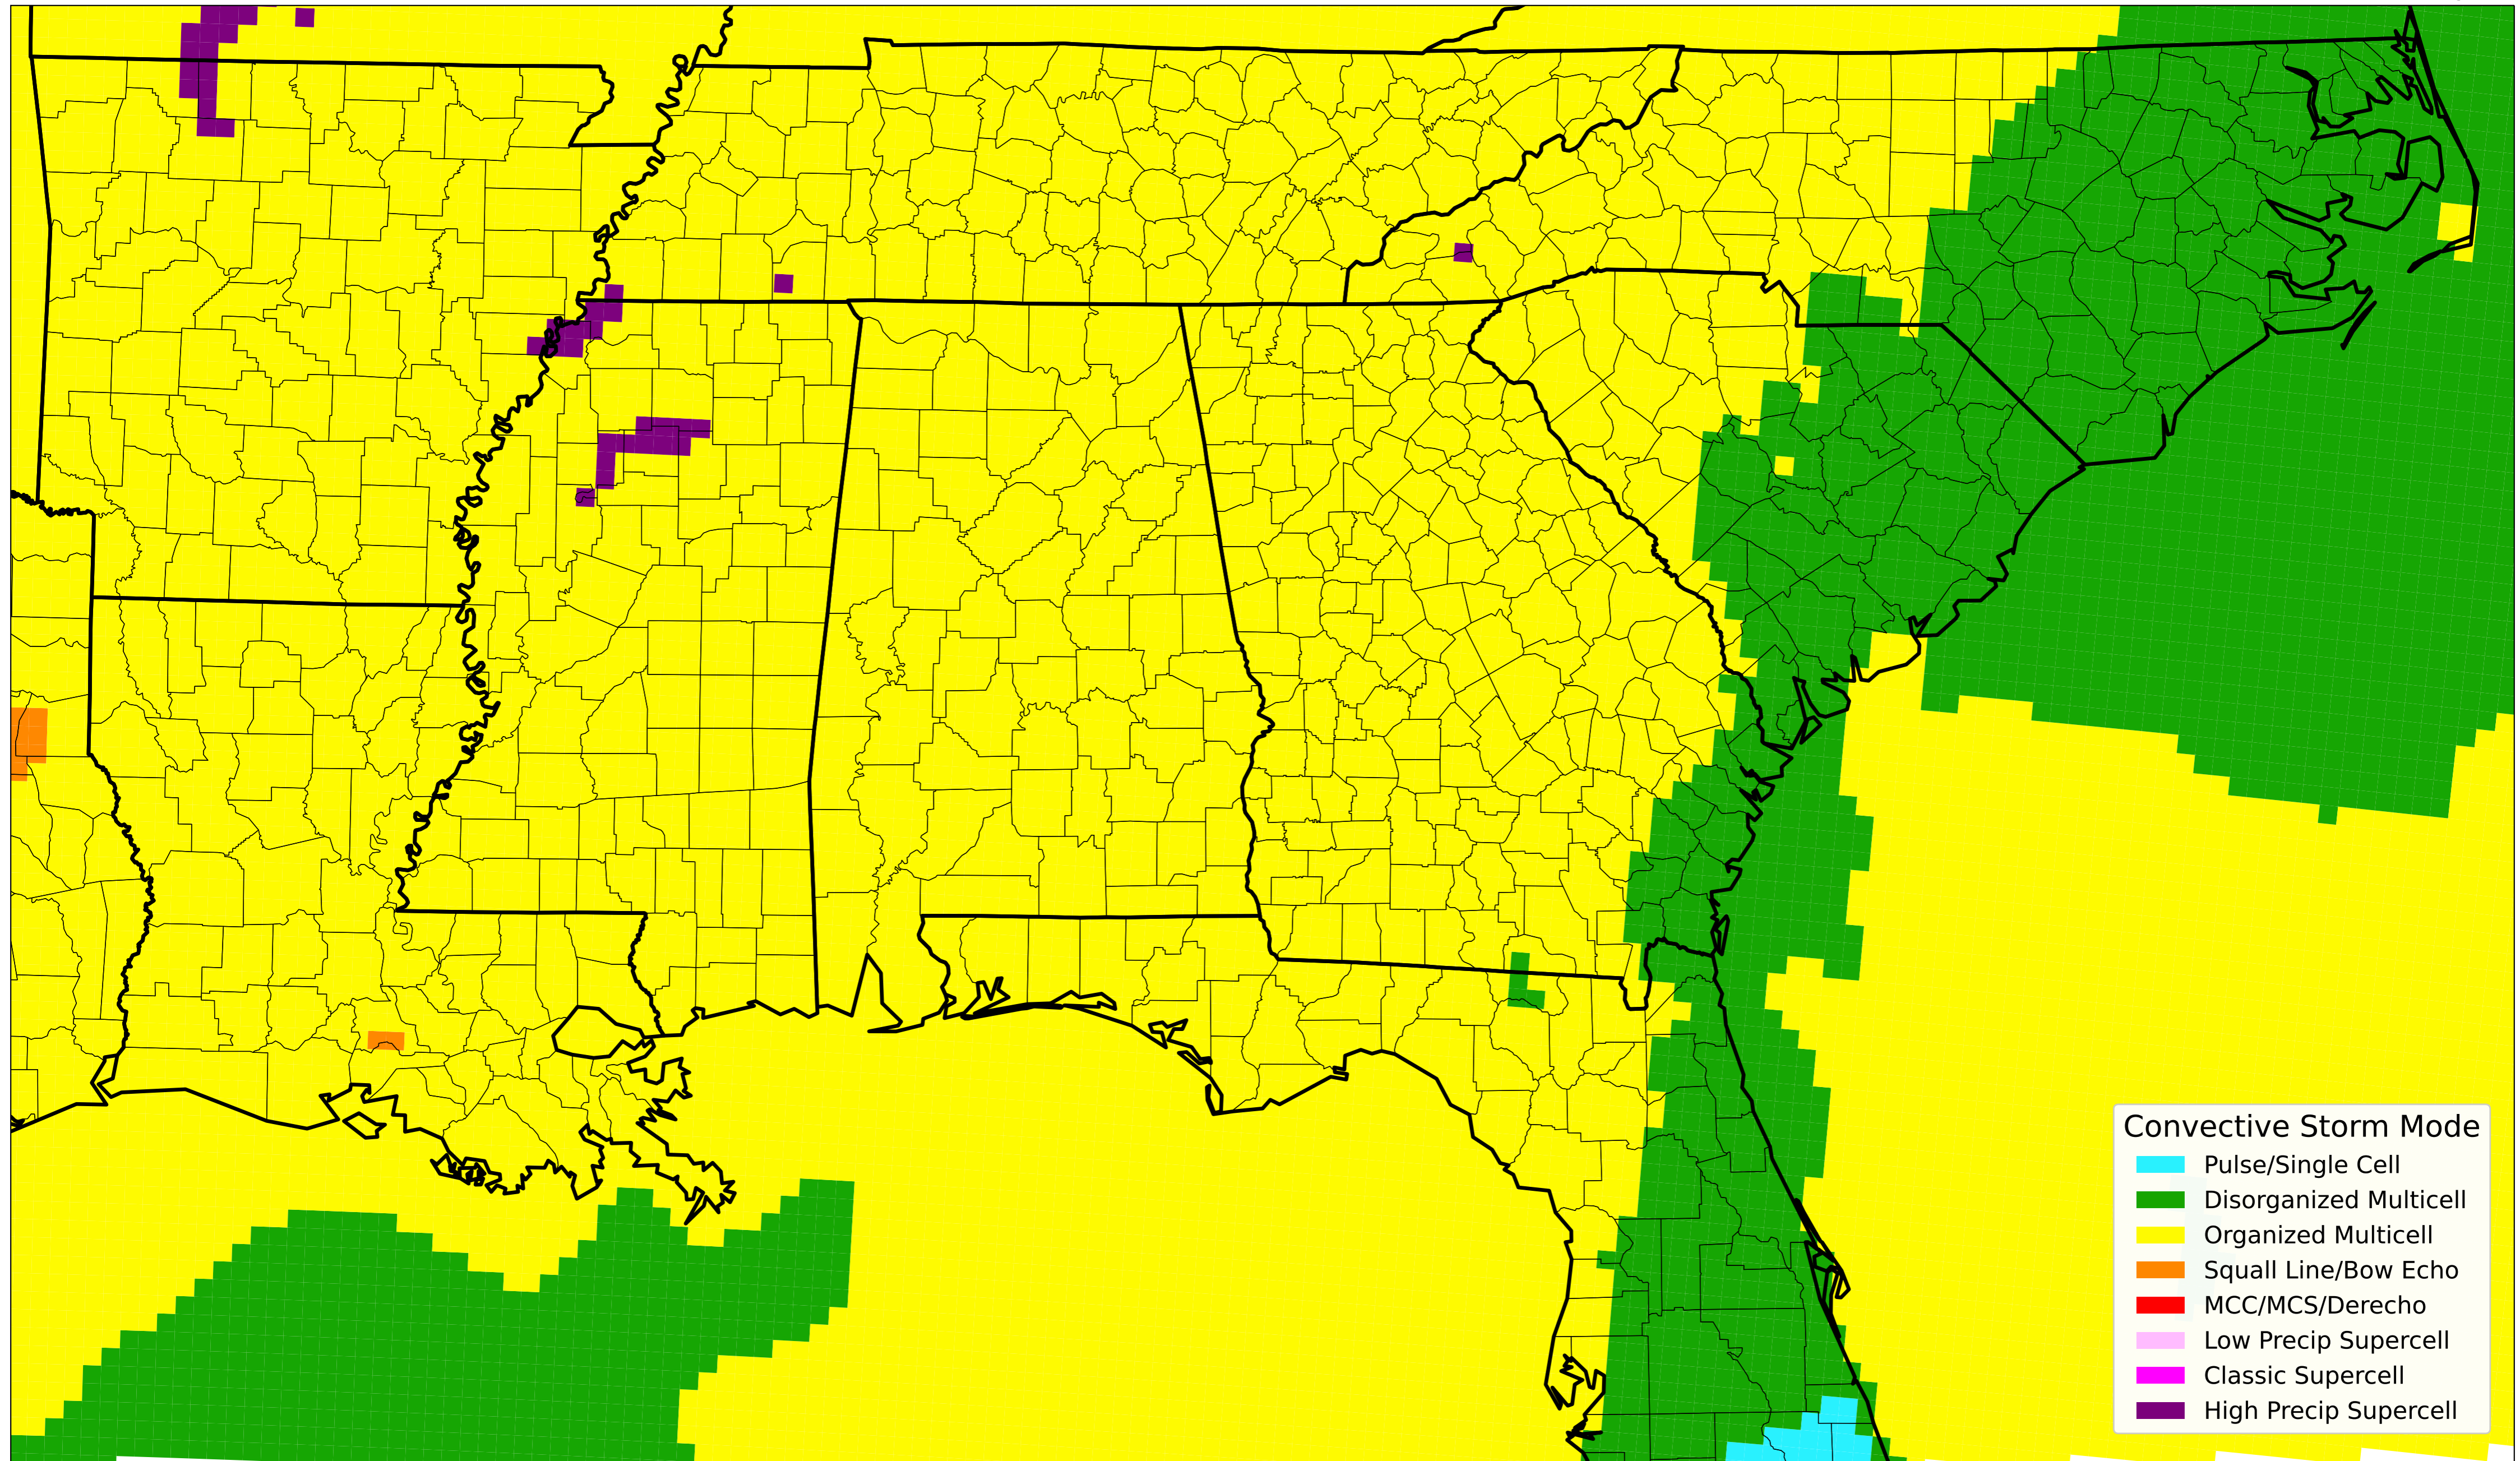 Convective Storm Mode
Pulse/Single Cell
Disorganized Multicell
Organized Multicell
Squall Line/Bow Echo
MCC/MCS/Derecho
Low Precip Supercell
Classic Supercell
High Precip Supercell